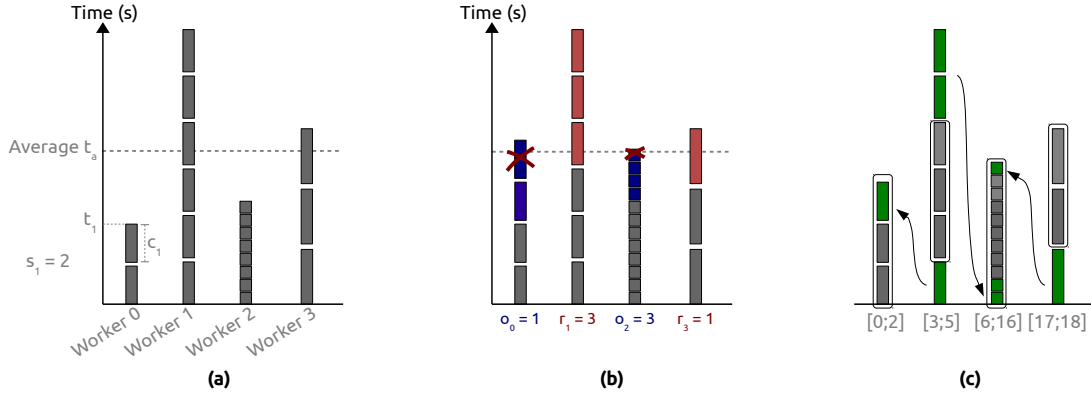 Time (s)
Average t_a
t_1
c_1
s_1 = 2
Worker 0
Worker 1
Worker 2
Worker 3
(a)
Time (s)
o_0 = 1
r_1 = 3
o_2 = 3
r_3 = 1
(b)
[0;2]
[3;5]
[6;16]
[17;18]
(c)